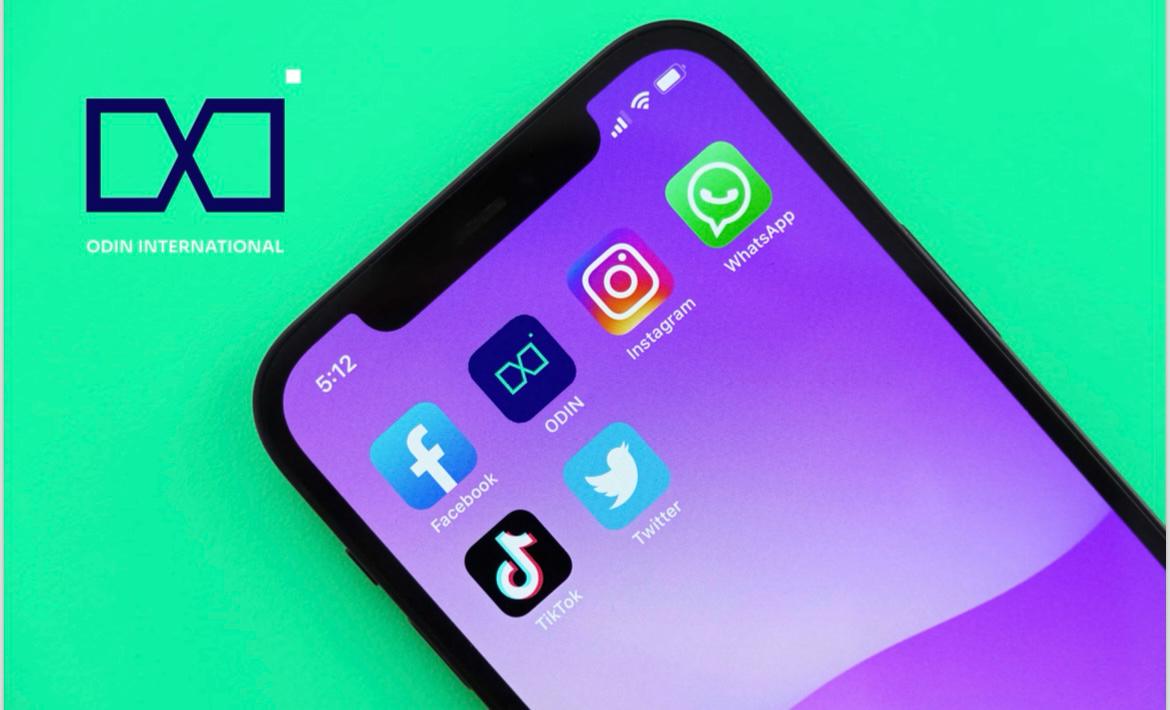 ODIN INTERNATIONAL
5:12
Facebook
ODIN
Instagram
WhatsApp
TikTok
Twitter